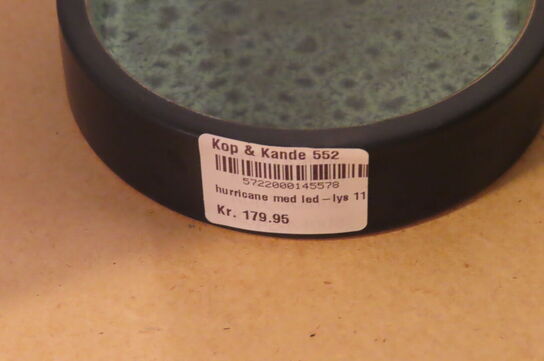 Kop & Kande 552
5722000145578
hurricane med led-lys 11
Kr. 179.95